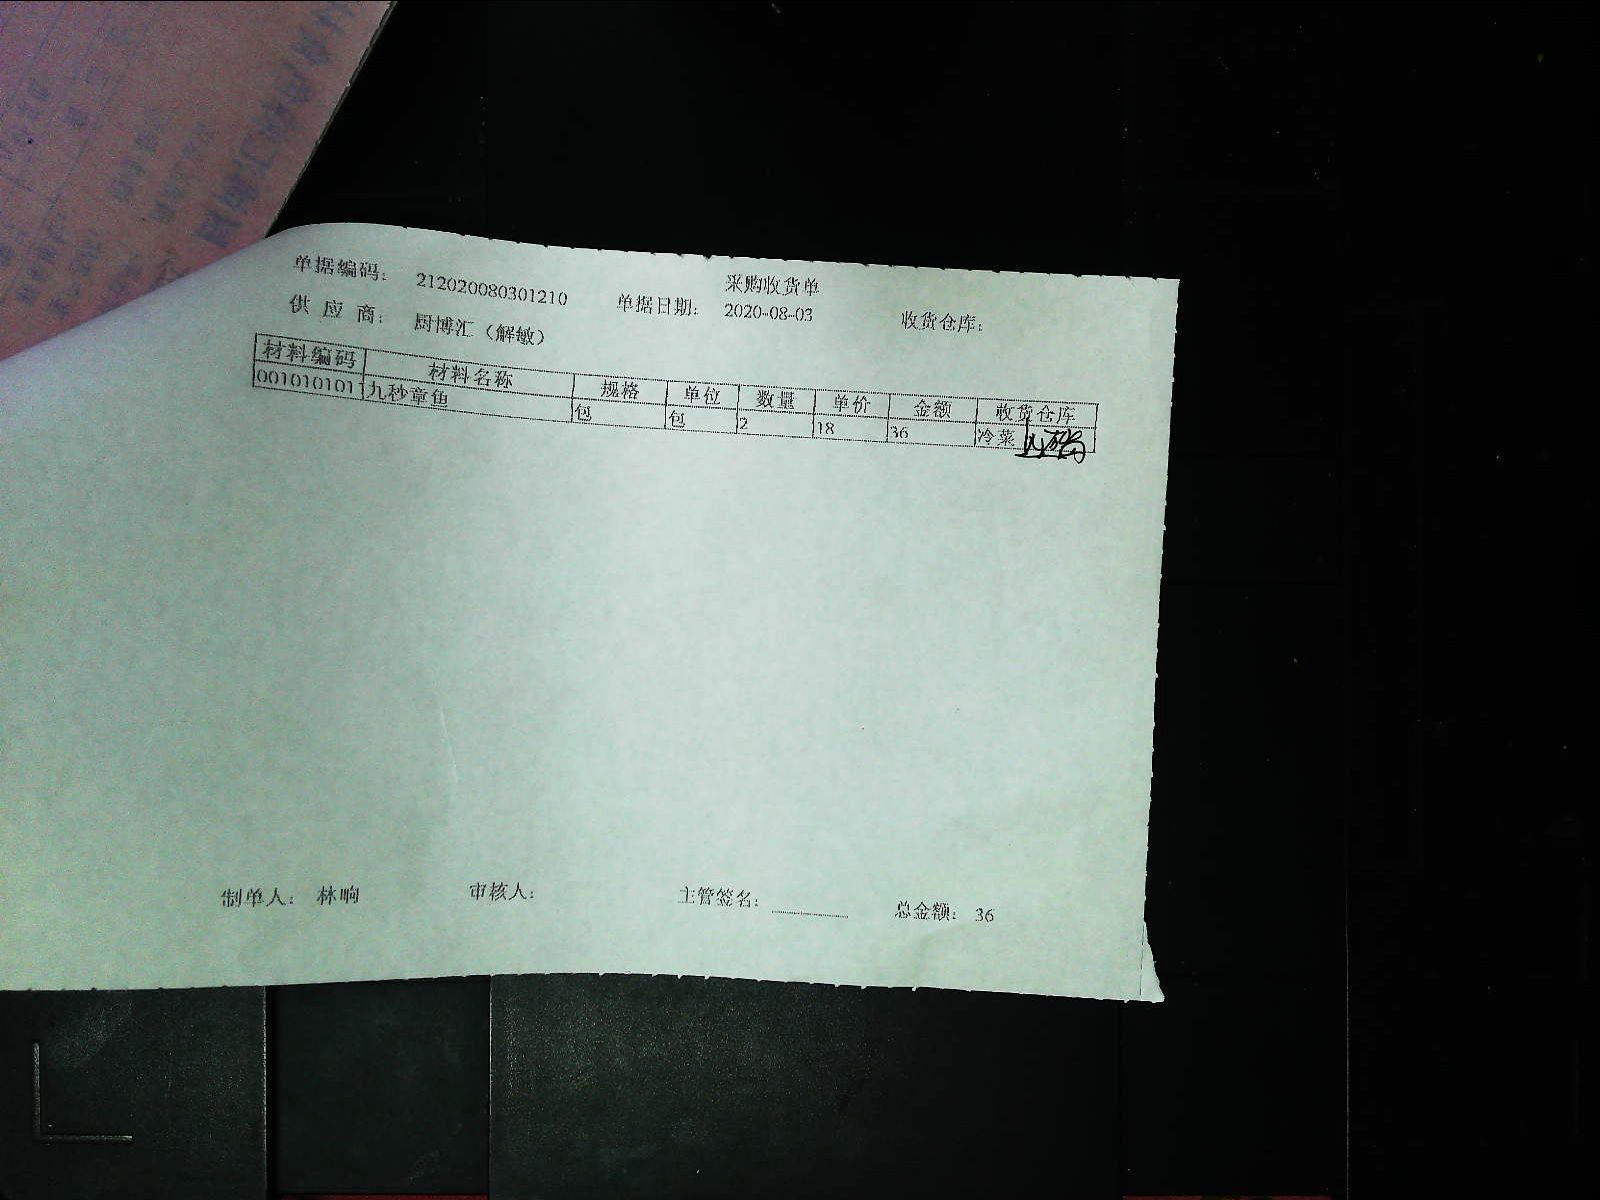 采购收货单
单据编码： 212020080301210 单据日期： 2020-08-03 收货仓库：
供 应 商： 厨博汇（解敏）
材料编码 材料名称 规格 单位 数量 单价 金额 收货仓库
0010101011 九秒章鱼 包 包 2 18 36 冷菜
制单人： 林晌 审核人： 主管签名： 总金额： 36